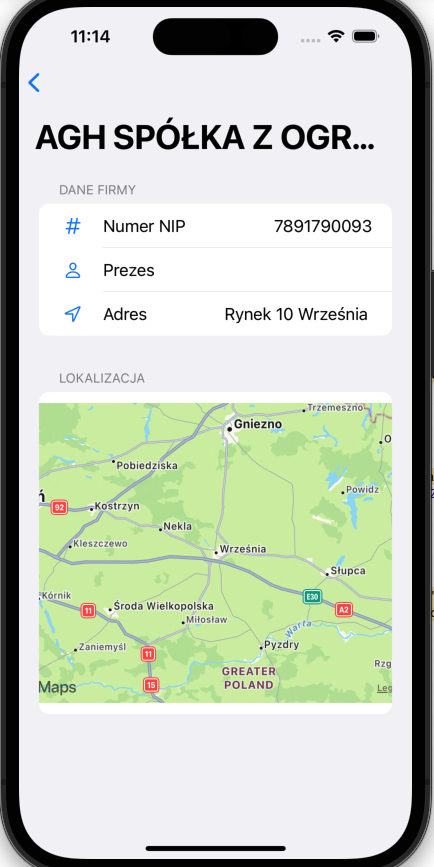 11:14
AGH SPÓŁKA Z OGR...
DANE FIRMY
Numer NIP 7891790093
Prezes
Adres Rynek 10 Września
LOKALIZACJA
Trzemeszno
Gniezno
Pobiedziska
Powidz
92
Kostrzyn
Nekla
Kleszczewo
Września
Słupca
Kórnik
E30
11
Środa Wielkopolska
A2
Miłosław
Warta
Zaniemyśl
11
Pyzdry
Rzg
GREATER
POLAND
Maps
15
Leg